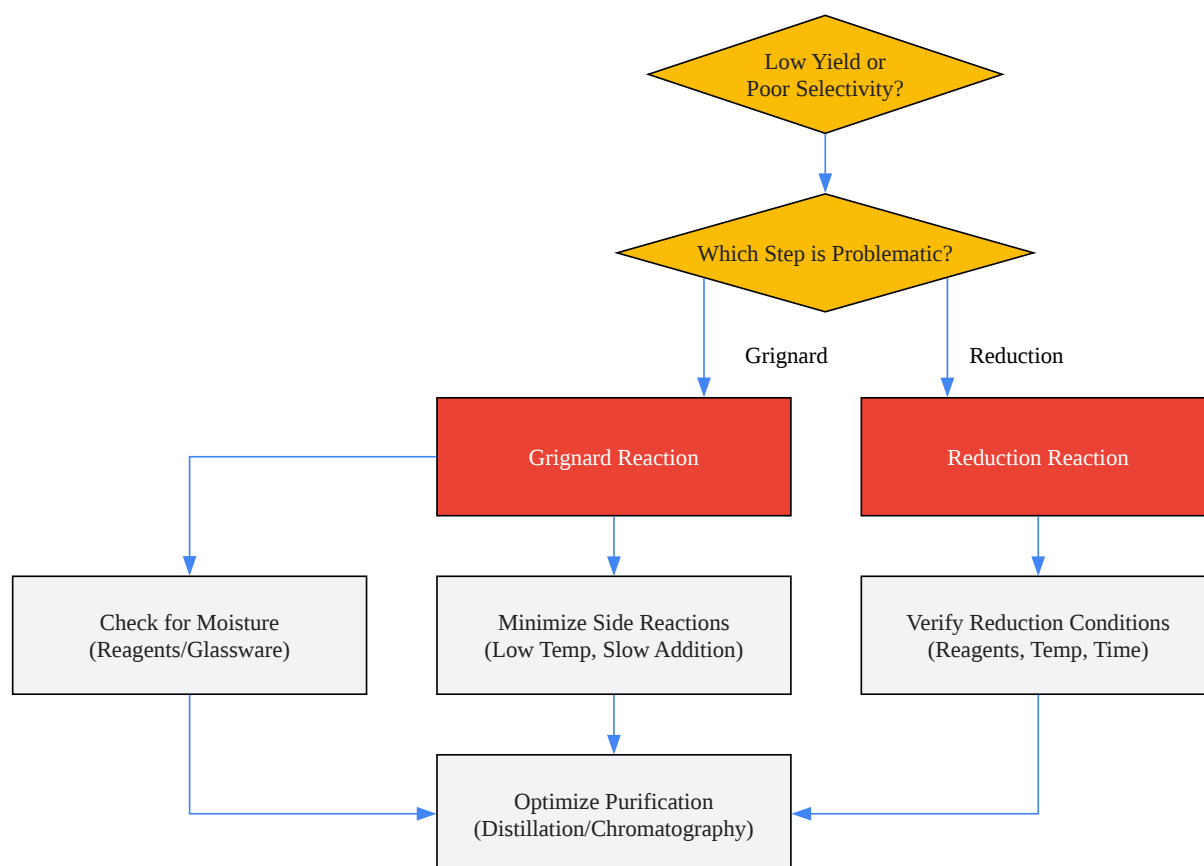 Low Yield or
Poor Selectivity?
Which Step is Problematic?
Grignard
Reduction
Grignard Reaction
Reduction Reaction
Check for Moisture
(Reagents/Glassware)
Minimize Side Reactions
(Low Temp, Slow Addition)
Verify Reduction Conditions
(Reagents, Temp, Time)
Optimize Purification
(Distillation/Chromatography)